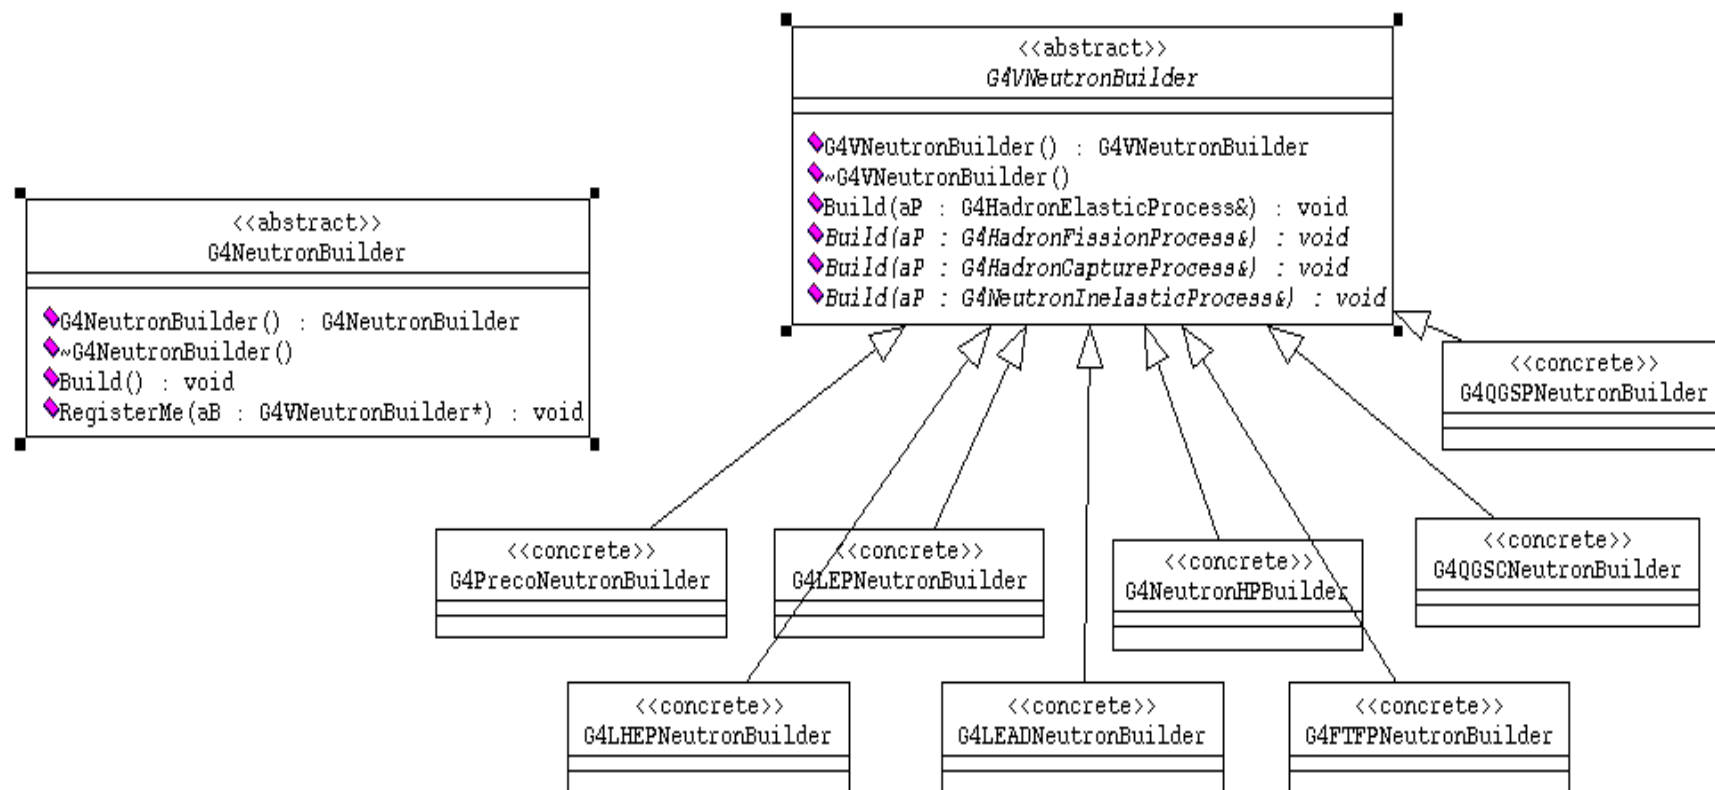 <<abstract>>
G4VNeutronBuilder
G4VNeutronBuilder() : G4VNeutronBuilder
~G4VNeutronBuilder()
Build(aP : G4HadronElasticProcess&) : void
Build(aP : G4HadronFissionProcess&) : void
Build(aP : G4HadronCaptureProcess&) : void
Build(aP : G4NeutronInelasticProcess&) : void
<<abstract>>
G4NeutronBuilder
G4NeutronBuilder() : G4NeutronBuilder
~G4NeutronBuilder()
Build() : void
RegisterMe(aB : G4VNeutronBuilder*) : void
<<concrete>>
G4QGSPNeutronBuilder
<<concrete>>
G4PrecoNeutronBuilder
<<concrete>>
G4LEPNeutronBuilder
<<concrete>>
G4NeutronHPBuilder
<<concrete>>
G4QGSCNeutronBuilder
<<concrete>>
G4LHEPNeutronBuilder
<<concrete>>
G4LEADNeutronBuilder
<<concrete>>
G4FTFPNeutronBuilder